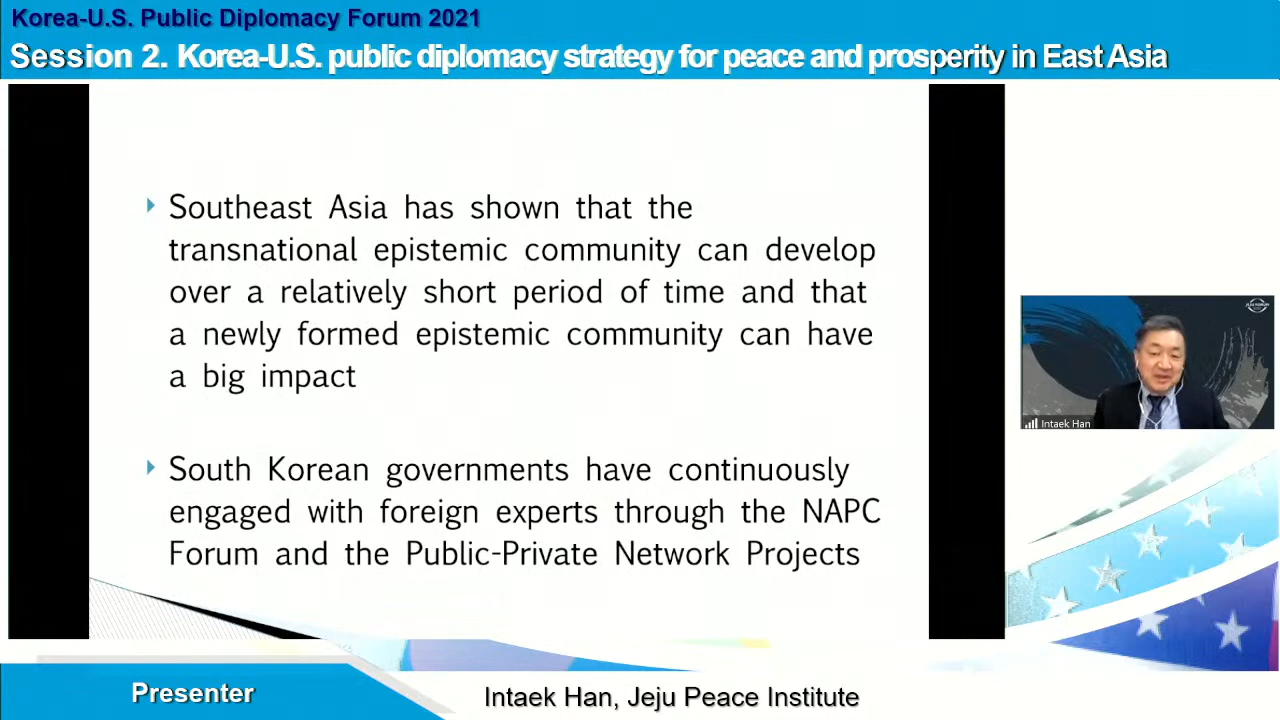 Korea-U.S. Public Diplomacy Forum 2021
Session 2. Korea-U.S. public diplomacy strategy for peace and prosperity in East Asia
Southeast Asia has shown that the
transnational epistemic community can develop
over a relatively short period of time and that
a newly formed epistemic community can have
a big impact
South Korean governments have continuously
engaged with foreign experts through the NAPC
Forum and the Public-Private Network Projects
JEJU FORUM
Intaek Han
Presenter
Intaek Han, Jeju Peace Institute